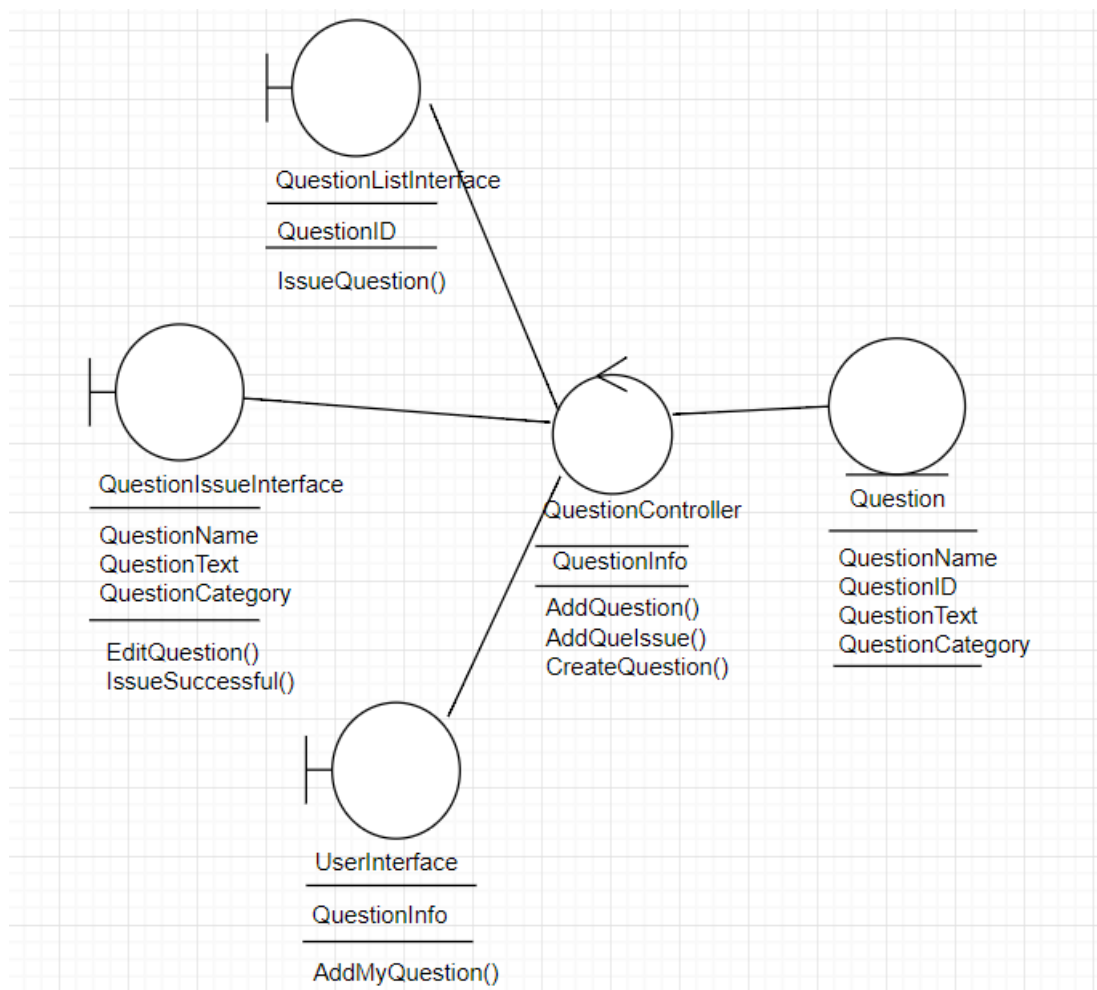 QuestionListInterface
QuestionID
IssueQuestion()
QuestionIssueInterface
QuestionName
QuestionText
QuestionCategory
EditQuestion()
IssueSuccessful()
QuestionController
QuestionInfo
AddQuestion()
AddQueIssue()
CreateQuestion()
Question
QuestionName
QuestionID
QuestionText
QuestionCategory
UserInterface
QuestionInfo
AddMyQuestion()